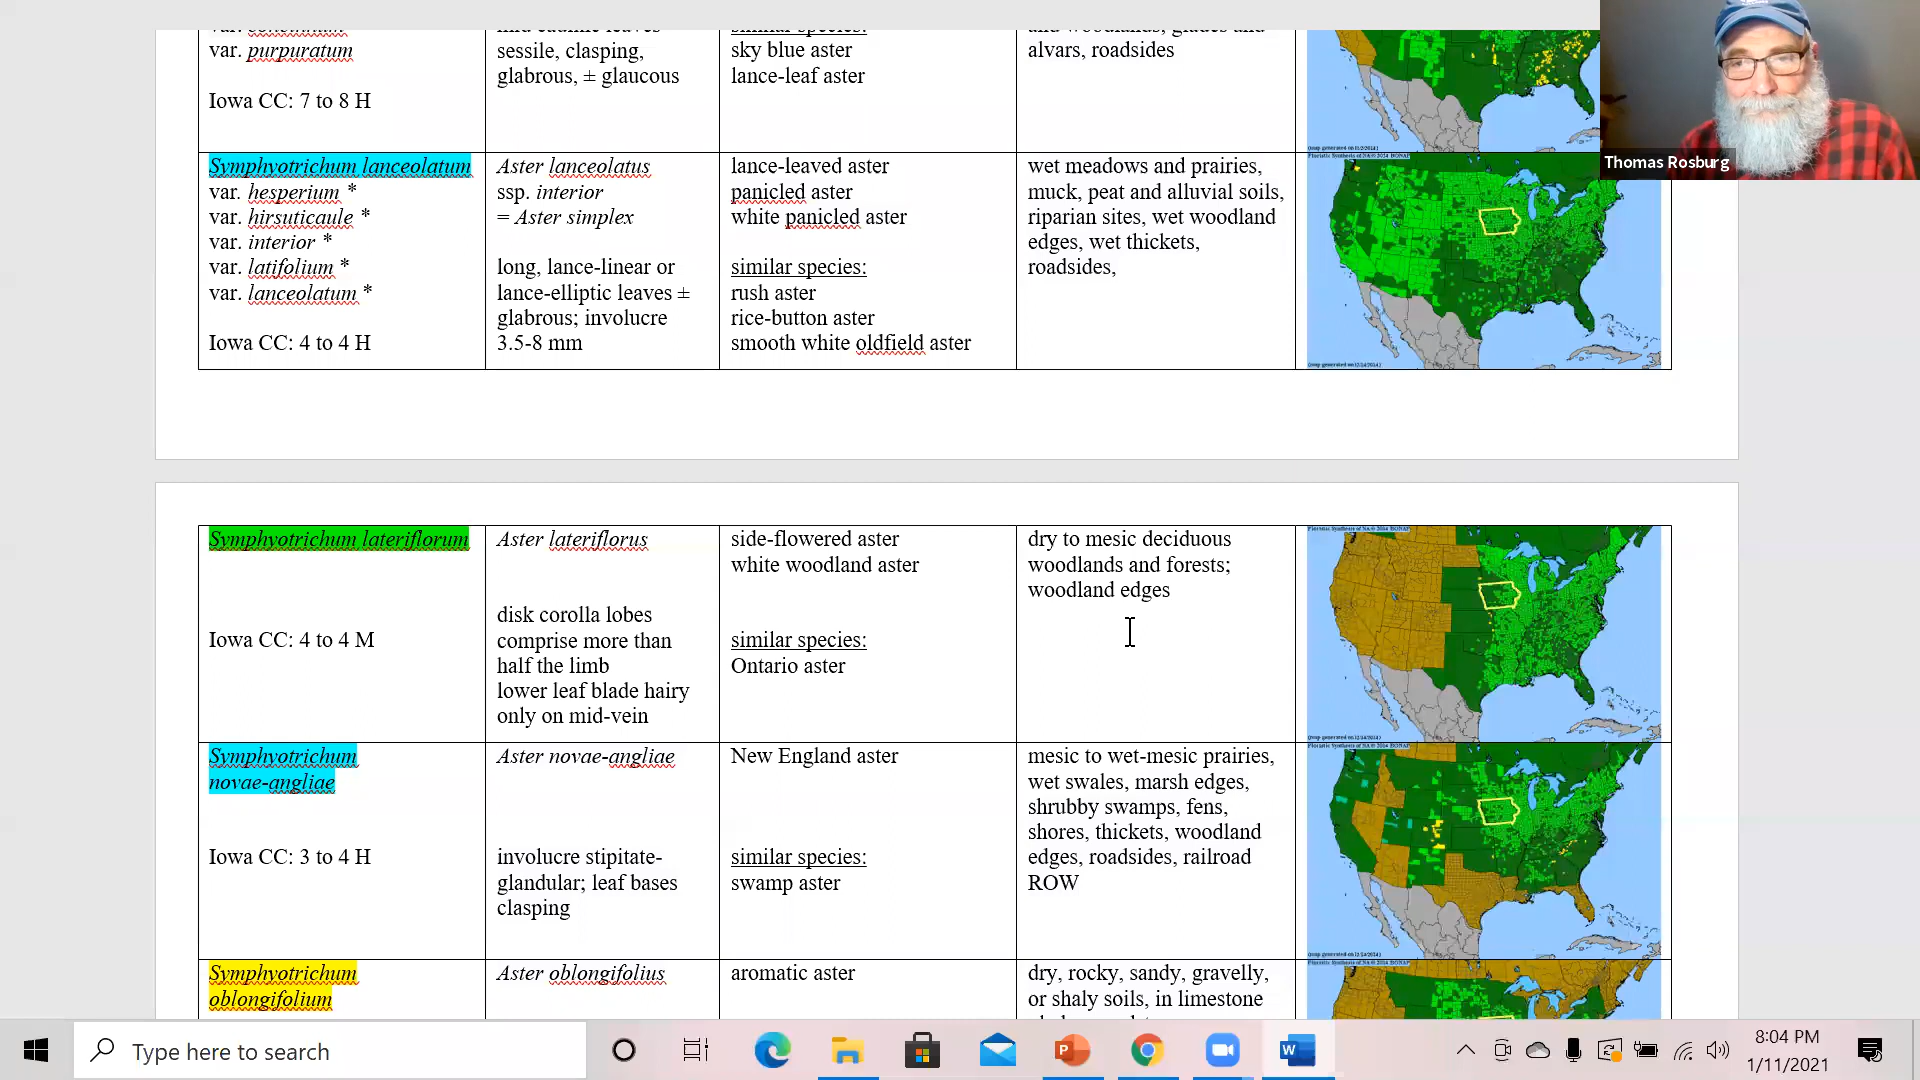 var. purpuratum
Iowa CC: 7 to 8 H
sessile, clasping,
glabrous, ± glaucous
similar species:
sky blue aster
lance-leaf aster
and woodlands, glades and
alvars, roadsides
Thomas Rosburg
Symphyotrichum lanceolatum
var. hesperium *
var. hirsuticaule *
var. interior *
var. latifolium *
var. lanceolatum *
Iowa CC: 4 to 4 H
Aster lanceolatus
ssp. interior
= Aster simplex
long, lance-linear or
lance-elliptic leaves ±
glabrous; involucre
3.5-8 mm
lance-leaved aster
panicled aster
white panicled aster
similar species:
rush aster
rice-button aster
smooth white oldfield aster
wet meadows and prairies,
muck, peat and alluvial soils,
riparian sites, wet woodland
edges, wet thickets,
roadsides,
Symphyotrichum lateriflorum
Iowa CC: 4 to 4 M
Aster lateriflorus
disk corolla lobes
comprise more than
half the limb
lower leaf blade hairy
only on mid-vein
side-flowered aster
white woodland aster
similar species:
Ontario aster
dry to mesic deciduous
woodlands and forests;
woodland edges
Symphyotrichum
novae-angliae
Iowa CC: 3 to 4 H
Aster novae-angliae
involucre stipitate-
glandular; leaf bases
clasping
New England aster
similar species:
swamp aster
mesic to wet-mesic prairies,
wet swales, marsh edges,
shrubby swamps, fens,
shores, thickets, woodland
edges, roadsides, railroad
ROW
Symphyotrichum
oblongifolium
Aster oblongifolius
aromatic aster
dry, rocky, sandy, gravelly,
or shaly soils, in limestone
Type here to search
8:04 PM
1/11/2021